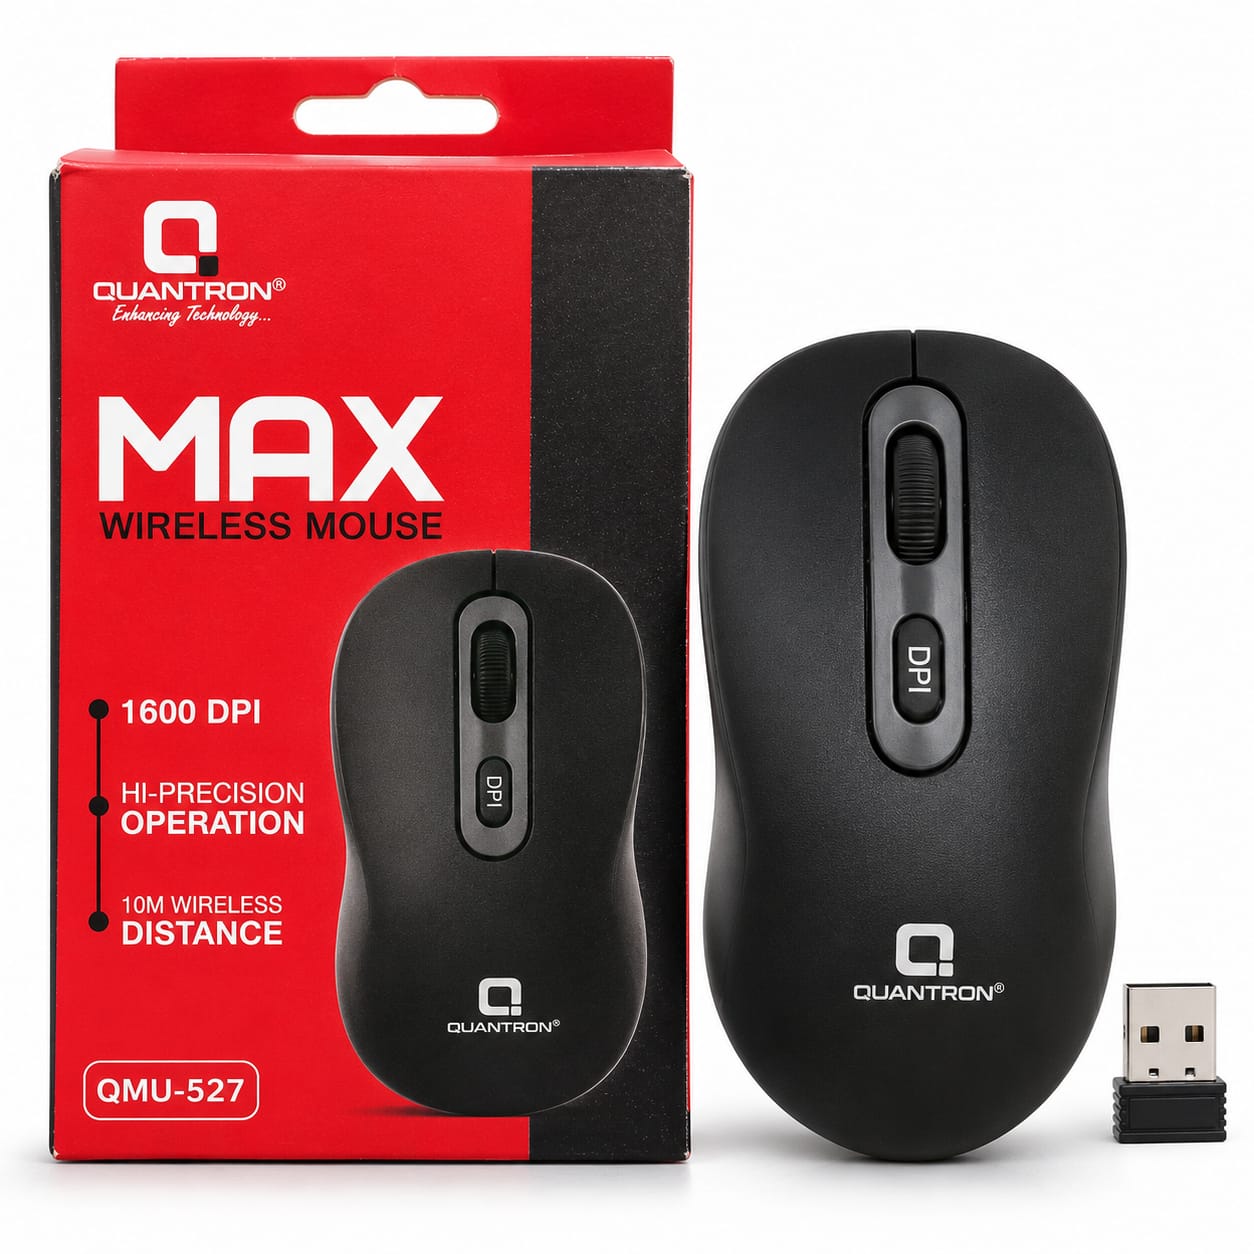 QUANTRON®
Enhancing Technology...
MAX
WIRELESS MOUSE
1600 DPI
HI-PRECISION
OPERATION
10M WIRELESS
DISTANCE
QMU-527
DPI
QUANTRON®
DPI
QUANTRON®